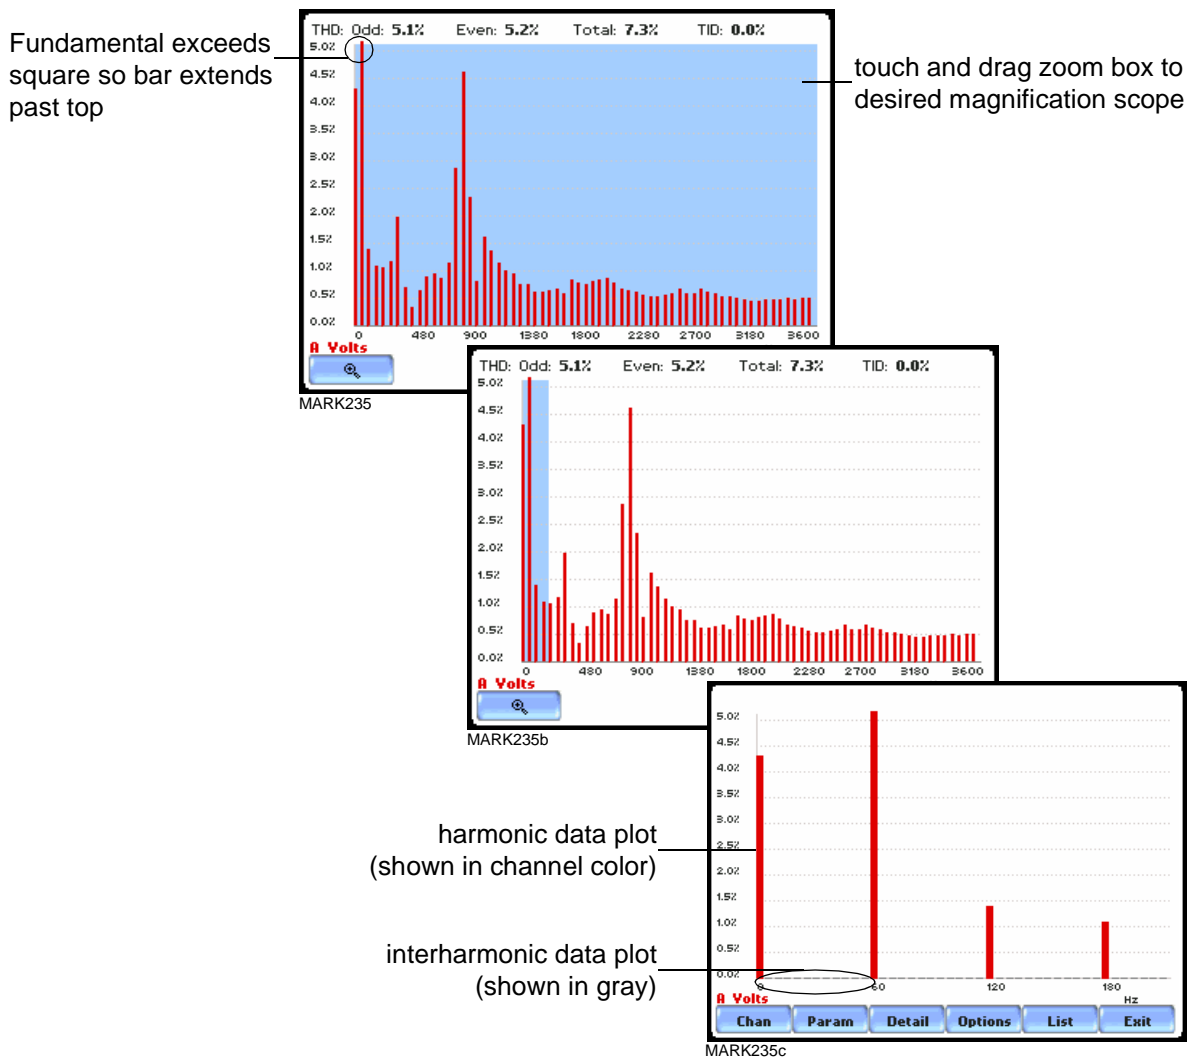 Fundamental exceeds
square so bar extends
past top
touch and drag zoom box to
desired magnification scope
THD: Odd: 5.1% Even: 5.2% Total: 7.3% TID: 0.0%
5.0%
4.5%
4.0%
3.5%
3.0%
2.5%
2.0%
1.5%
1.0%
0.5%
0.0%
0 480 900 1380 1800 2280 2700 3180 3600
A Volts
MARK235
THD: Odd: 5.1% Even: 5.2% Total: 7.3% TID: 0.0%
5.0%
4.5%
4.0%
3.5%
3.0%
2.5%
2.0%
1.5%
1.0%
0.5%
0.0%
0 480 900 1380 1800 2280 2700 3180 3600
A Volts
MARK235b
5.0%
4.5%
4.0%
3.5%
3.0%
2.5%
2.0%
1.5%
1.0%
0.5%
0.0%
0 60 120 180
Hz
A Volts
Chan Param Detail Options List Exit
MARK235c
harmonic data plot
(shown in channel color)
interharmonic data plot
(shown in gray)